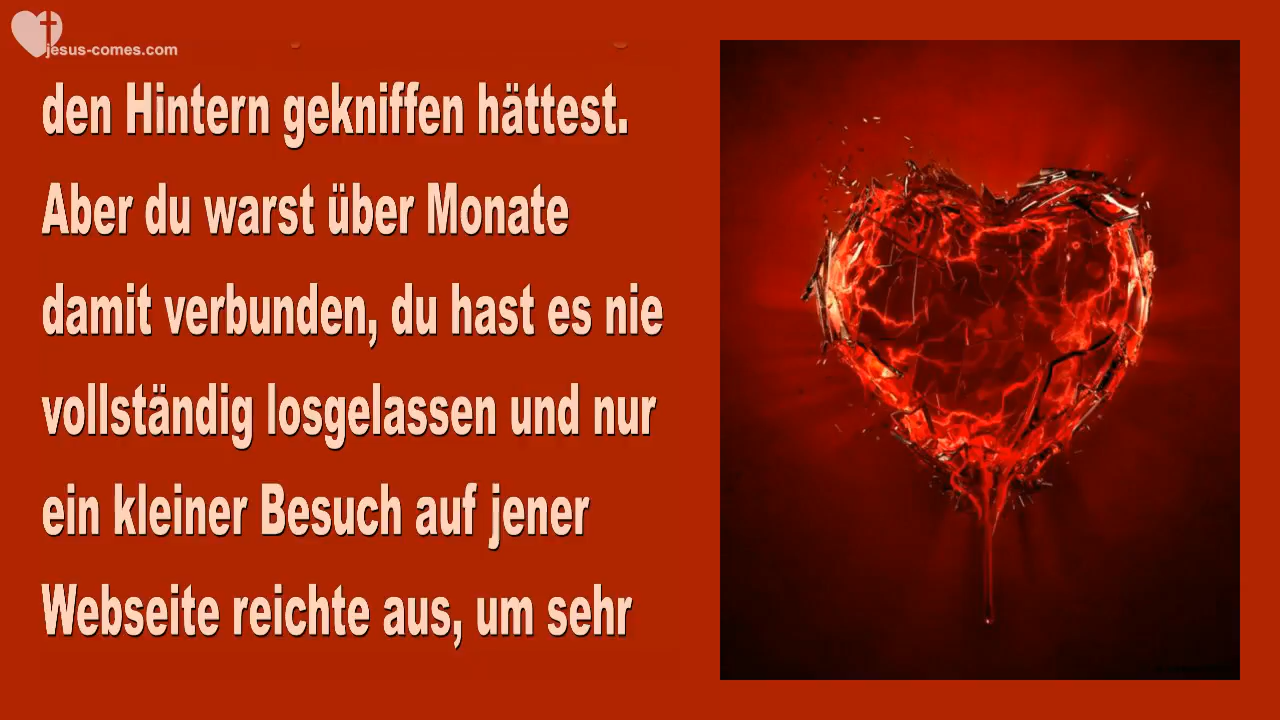 jesus-comes.com
den Hintern gekniffen hättest.
Aber du warst über Monate
damit verbunden, du hast es nie
vollständig losgelassen und nur
ein kleiner Besuch auf jener
Webseite reichte aus, um sehr